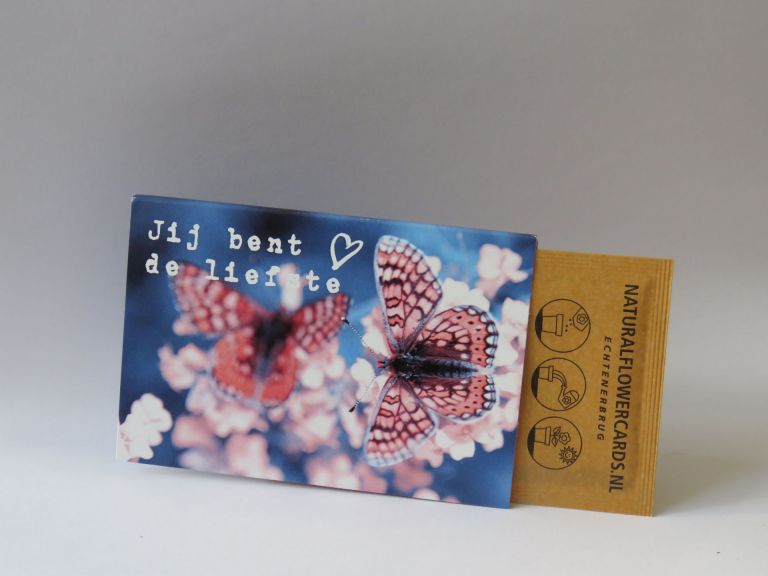 Jij bent
de liefste
NATURALFLOWERCARDS.NL
ECHTENERBRUG